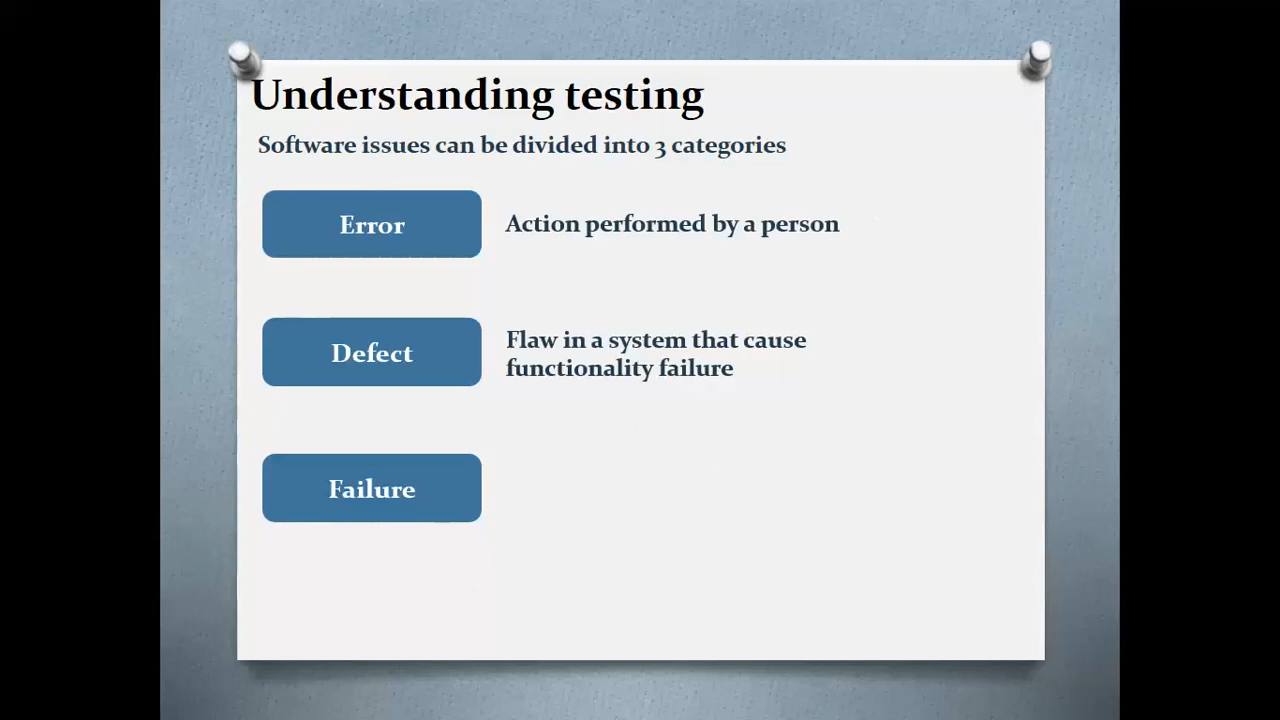 Understanding testing
Software issues can be divided into 3 categories
Error
Action performed by a person
Defect
Flaw in a system that cause
functionality failure
Failure